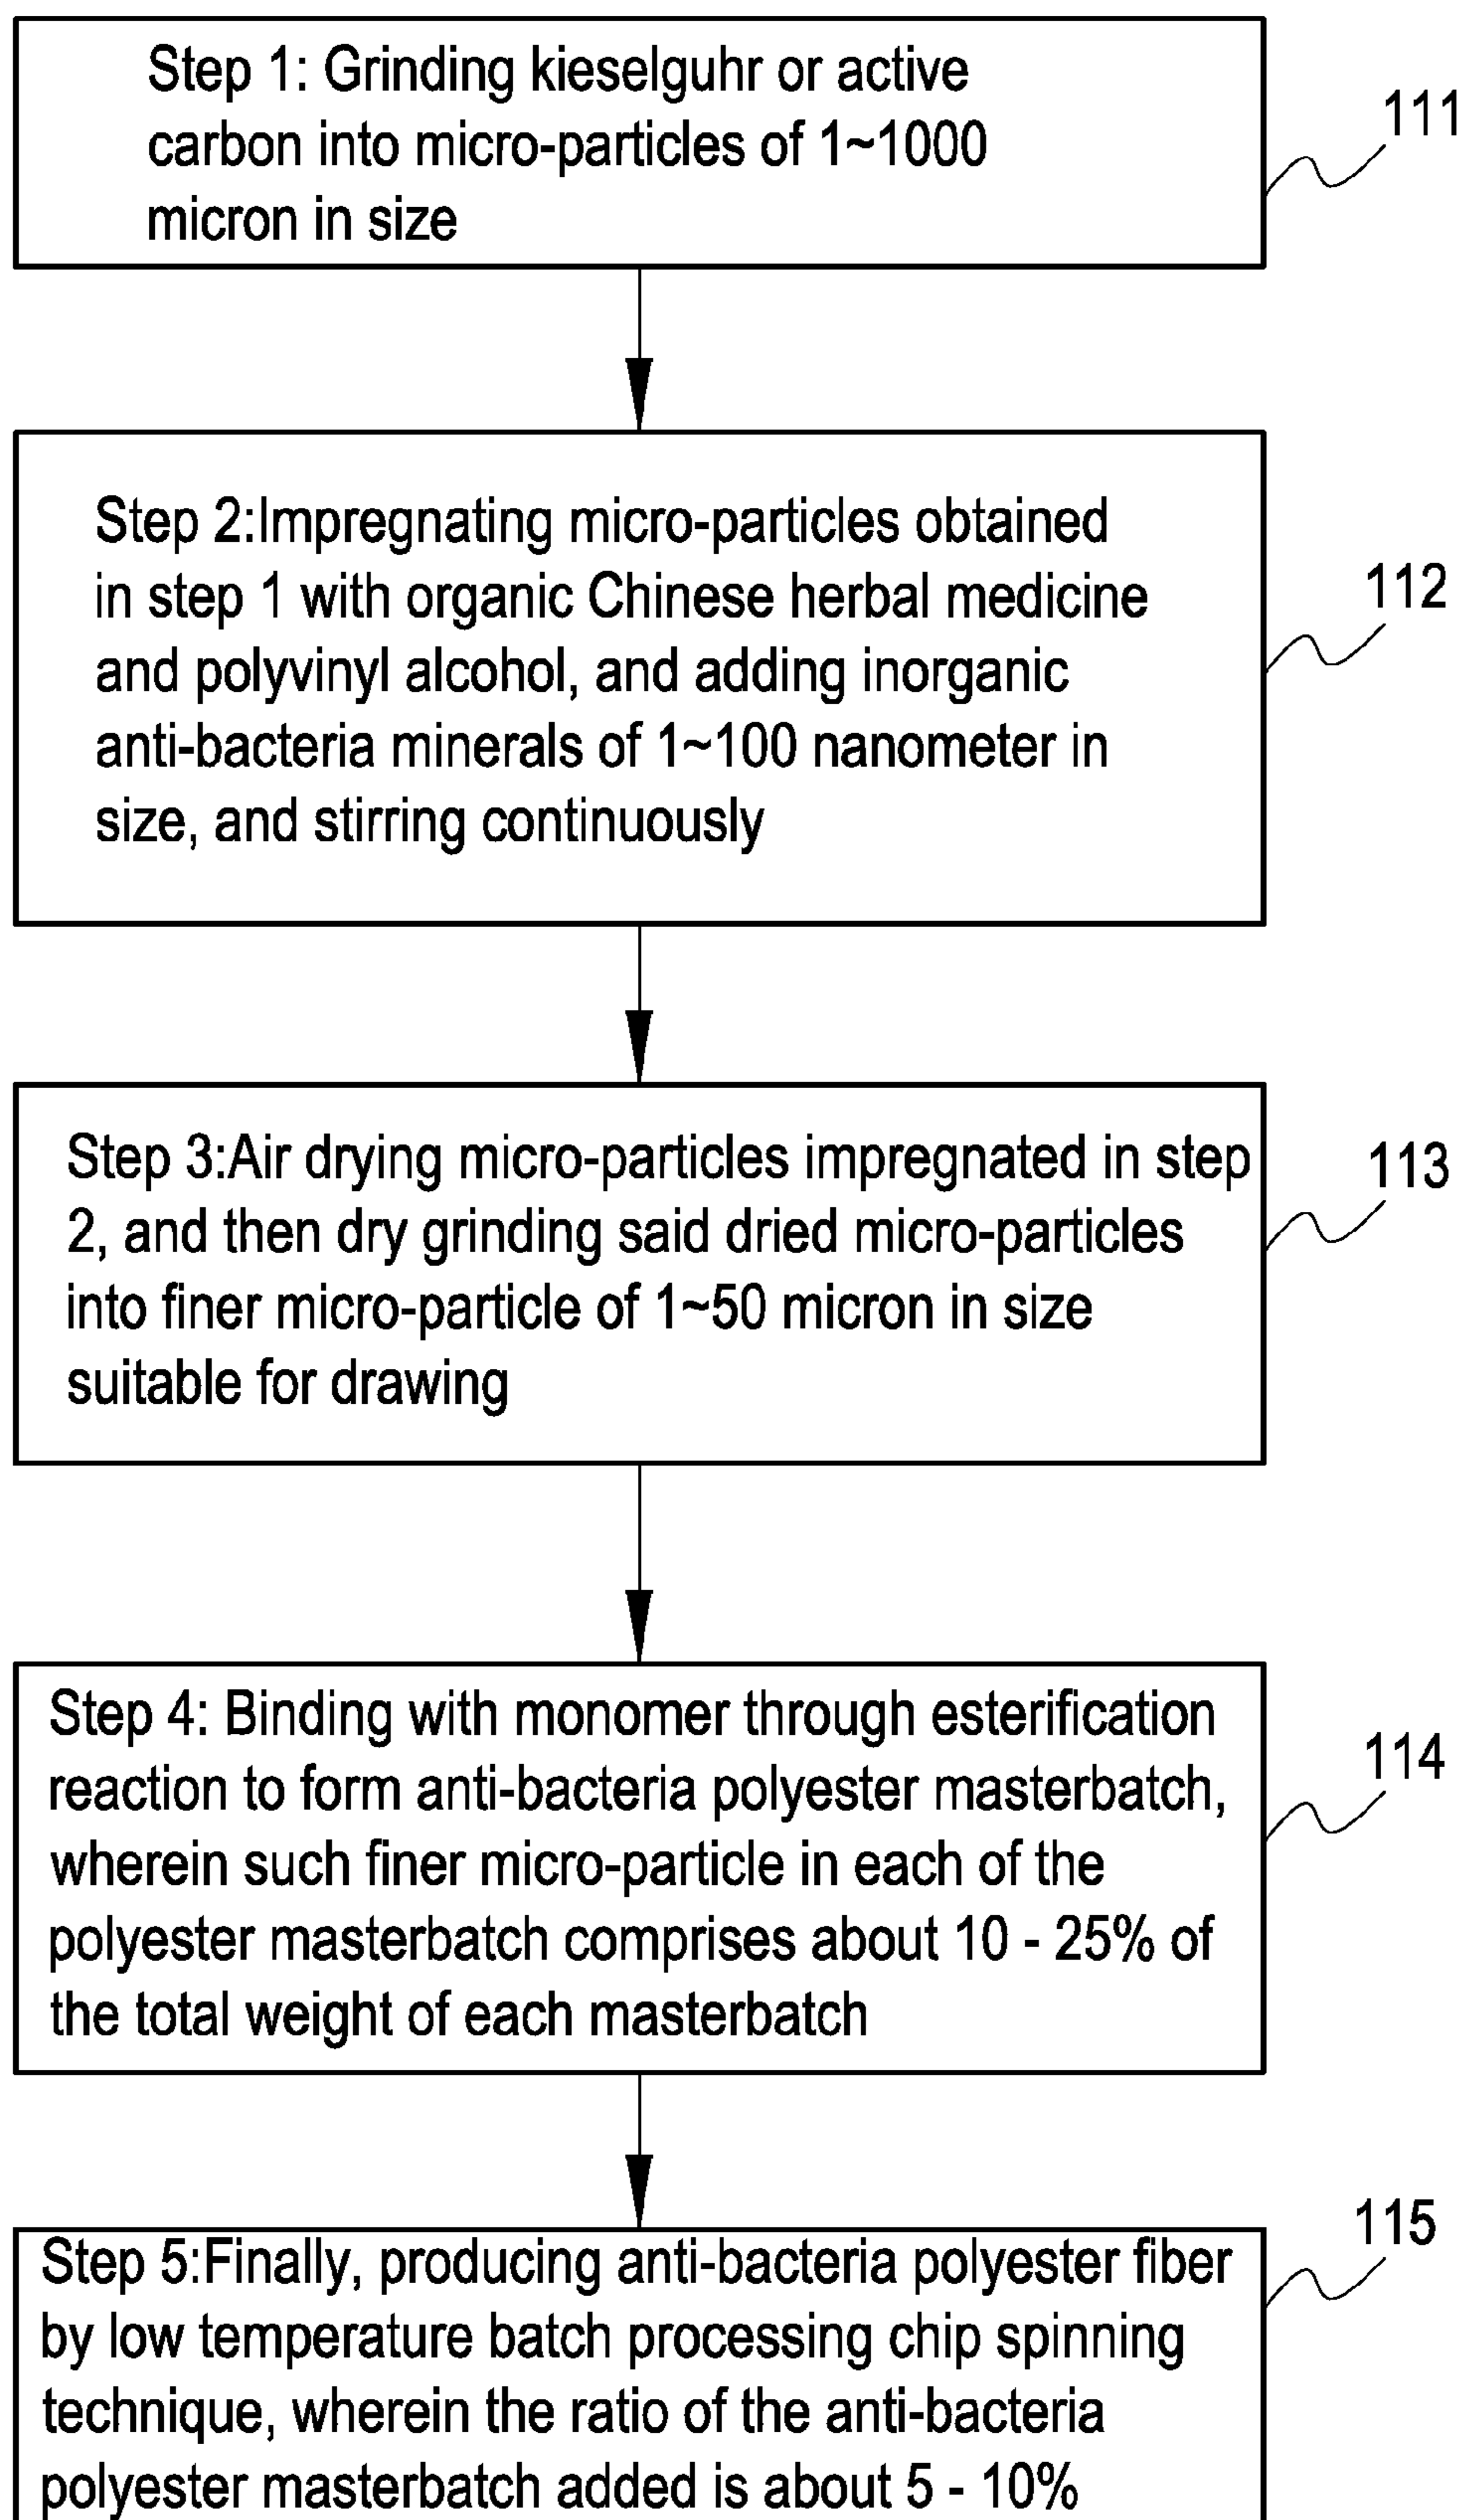 Step 1: Grinding kieselguhr or active
carbon into micro-particles of 1~1000
micron in size
111
Step 2:Impregnating micro-particles obtained
in step 1 with organic Chinese herbal medicine
and polyvinyl alcohol, and adding inorganic
anti-bacteria minerals of 1~100 nanometer in
size, and stirring continuously
112
Step 3:Air drying micro-particles impregnated in step
2, and then dry grinding said dried micro-particles
into finer micro-particle of 1~50 micron in size
suitable for drawing
113
Step 4: Binding with monomer through esterification
reaction to form anti-bacteria polyester masterbatch,
wherein such finer micro-particle in each of the
polyester masterbatch comprises about 10 - 25% of
the total weight of each masterbatch
114
Step 5:Finally, producing anti-bacteria polyester fiber
by low temperature batch processing chip spinning
technique, wherein the ratio of the anti-bacteria
polyester masterbatch added is about 5 - 10%
115